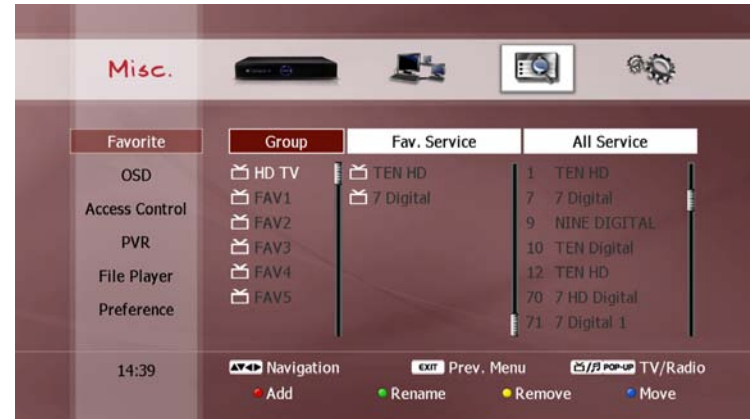 Misc.
Favorite
OSD
Access Control
PVR
File Player
Preference
14:39
Group
HD TV
FAV1
FAV2
FAV3
FAV4
FAV5
Fav. Service
TEN HD
7 Digital
All Service
1 TEN HD
7 7 Digital
9 NINE DIGITAL
10 TEN Digital
12 TEN HD
70 7 HD Digital
71 7 Digital 1
Navigation
EXIT Prev. Menu
POP-UP TV/Radio
Add
Rename
Remove
Move